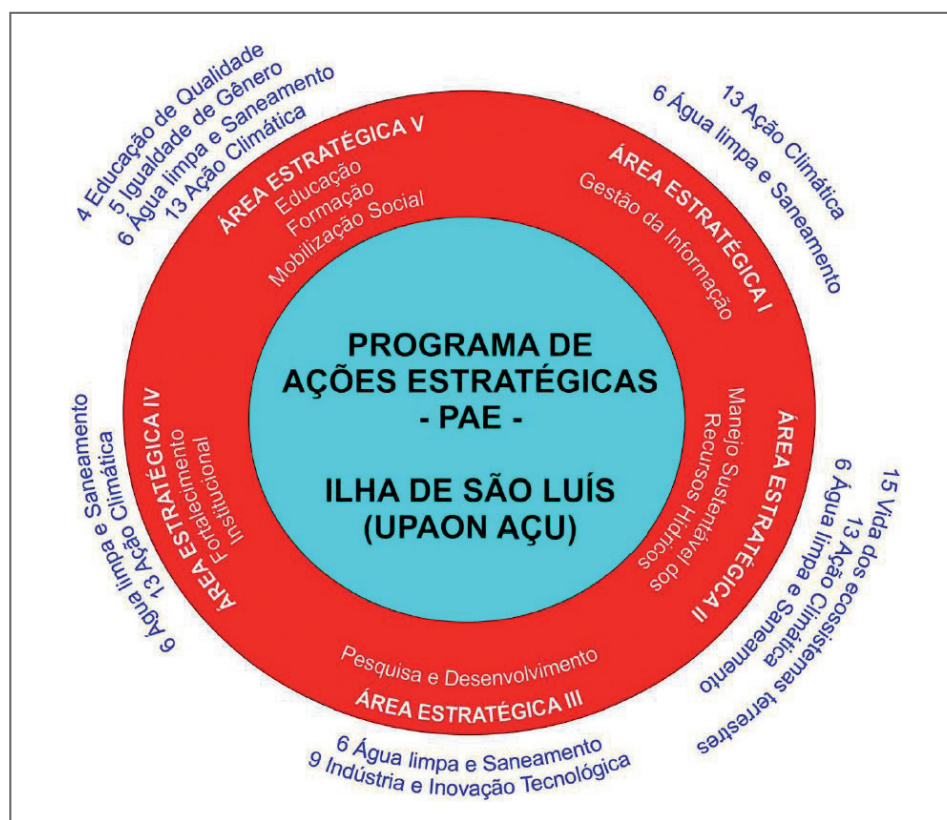 PROGRAMA DE
AÇÕES ESTRATÉGICAS
- PAE -
ILHA DE SÃO LUÍS
(UPAON AÇU)
13 Ação Climática
6 Água limpa e Saneamento
ÁREA ESTRATÉGICA I
Gestão da Informação
ÁREA ESTRATÉGICA II
Manejo Sustentável dos
Recursos Hídricos
15 Vida dos ecossistemas terrestres
13 Ação Climática
6 Água limpa e Saneamento
Pesquisa e Desenvolvimento
ÁREA ESTRATÉGICA III
6 Água limpa e Saneamento
9 Indústria e Inovação Tecnológica
ÁREA ESTRATÉGICA IV
Fortalecimento
Institucional
6 Água limpa e Saneamento
13 Ação Climática
4 Educação de Qualidade
5 Igualdade de Gênero
6 Água limpa e Saneamento
13 Ação Climática
ÁREA ESTRATÉGICA V
Educação
Formação
Mobilização Social